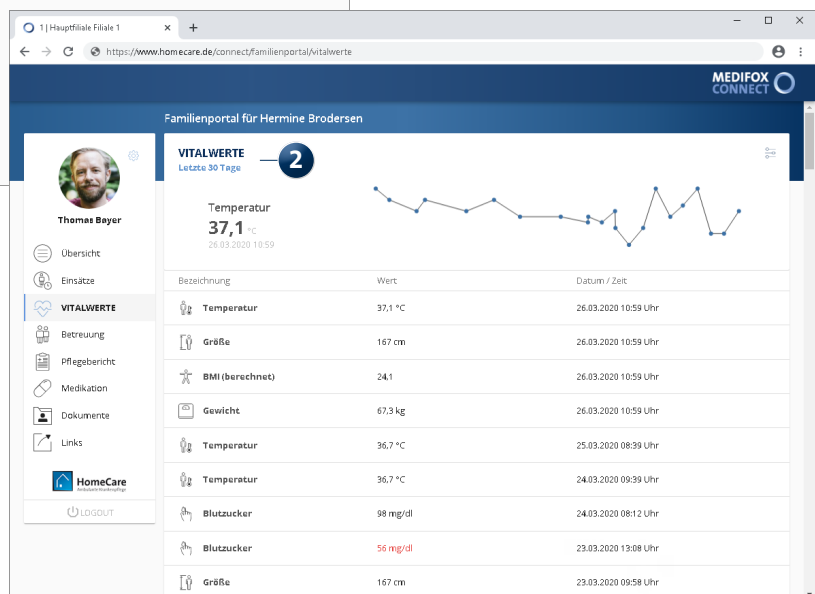 1 | Hauptfiliale Filiale 1
https://www.homecare.de/connect/familienportal/vitalwerte
MEDIFOX
CONNECT
Familienportal für Hermine Brodersen
Thomas Bayer
Übersicht
Einsätze
VITALWERTE
Betreuung
Pflegebericht
Medikation
Dokumente
Links
HomeCare
Ambulante Krankenpflege
LOGOUT
VITALWERTE
Letzte 30 Tage
2
Temperatur
37,1 °C
26.03.2020 10:59
Bezeichnung Wert Datum / Zeit
Temperatur 37,1 °C 26.03.2020 10:59 Uhr
Größe 167 cm 26.03.2020 10:59 Uhr
BMI (berechnet) 24,1 26.03.2020 10:59 Uhr
Gewicht 67,3 kg 26.03.2020 10:59 Uhr
Temperatur 36,7 °C 25.03.2020 08:39 Uhr
Temperatur 36,7 °C 24.03.2020 09:39 Uhr
Blutzucker 98 mg/dl 24.03.2020 08:12 Uhr
Blutzucker 56 mg/dl 23.03.2020 13:08 Uhr
Größe 167 cm 23.03.2020 09:58 Uhr